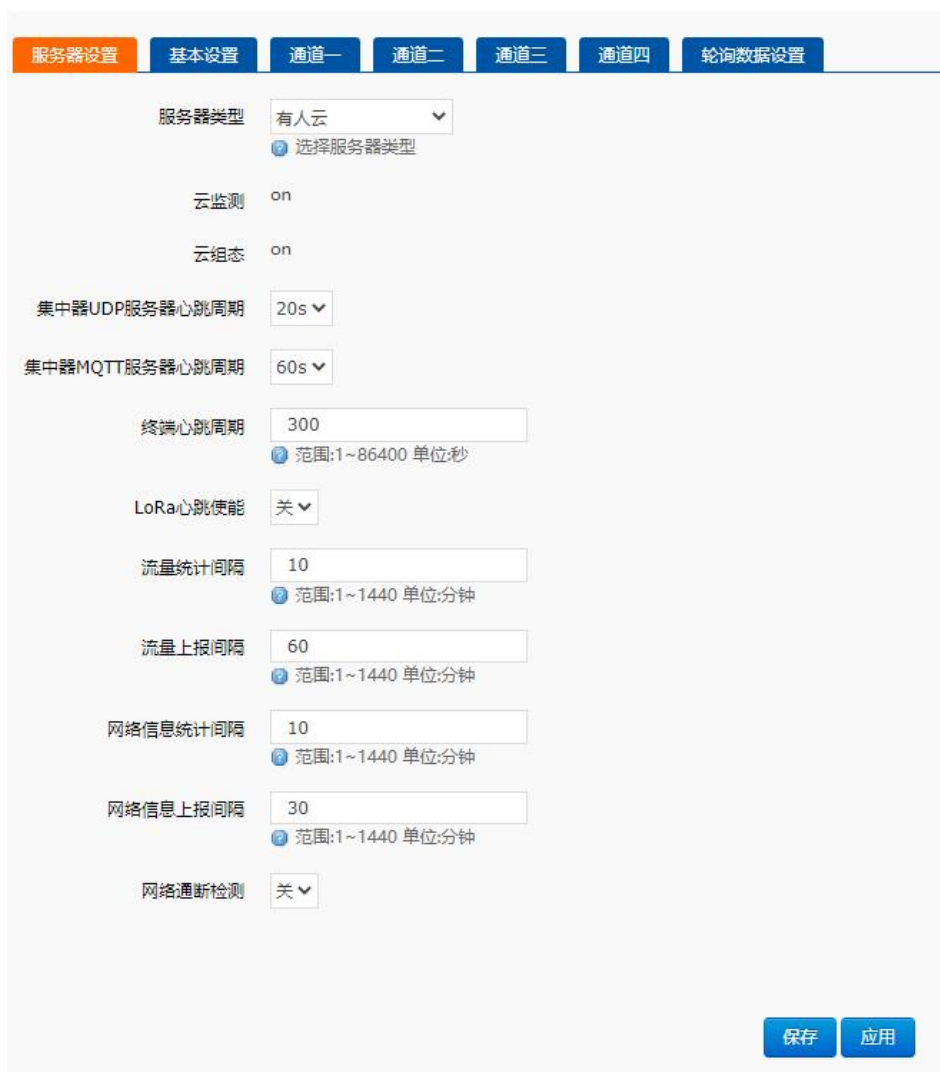 服务器设置 基本设置 通道一 通道二 通道三 通道四 轮询数据设置
服务器类型 有人云
选择服务器类型
云监测 on
云组态 on
集中器UDP服务器心跳周期 20s
集中器MQTT服务器心跳周期 60s
终端心跳周期 300
范围:1~86400 单位:秒
LoRa心跳使能 关
流量统计间隔 10
范围:1~1440 单位:分钟
流量上报间隔 60
范围:1~1440 单位:分钟
网络信息统计间隔 10
范围:1~1440 单位:分钟
网络信息上报间隔 30
范围:1~1440 单位:分钟
网络通断检测 关
保存 应用